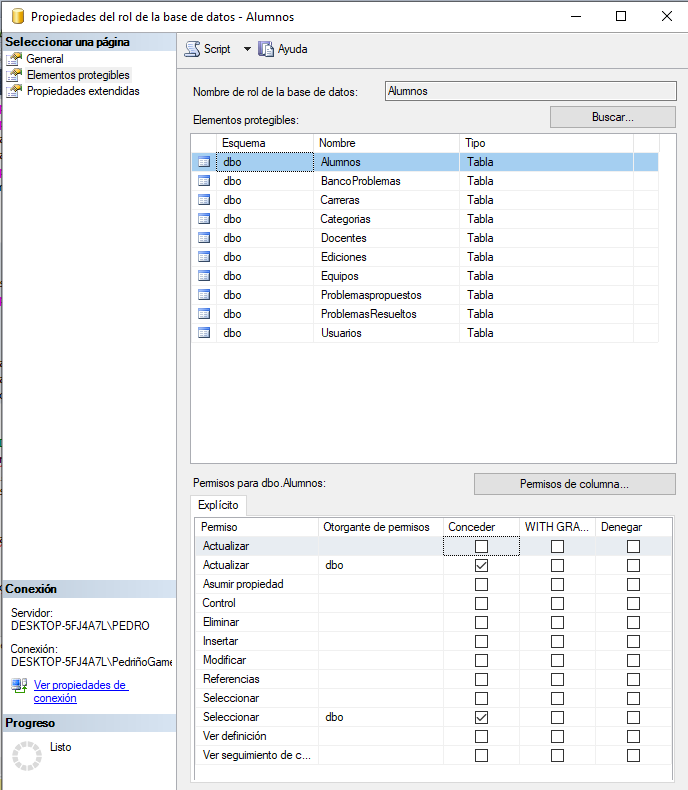 Propiedades del rol de la base de datos - Alumnos
Seleccionar una página
General
Elementos protegibles
Propiedades extendidas
Script
Ayuda
Nombre de rol de la base de datos:
Alumnos
Elementos protegibles:
Buscar...
Esquema Nombre Tipo
dbo Alumnos Tabla
dbo BancoProblemas Tabla
dbo Carreras Tabla
dbo Categorias Tabla
dbo Docentes Tabla
dbo Ediciones Tabla
dbo Equipos Tabla
dbo Problemaspropuestos Tabla
dbo ProblemasResueltos Tabla
dbo Usuarios Tabla
Permisos para dbo.Alumnos:
Permisos de columna...
Explícito
Permiso Otorgante de permisos Conceder WITH GRA... Denegar
Actualizar
Actualizar dbo
Asumir propiedad
Control
Eliminar
Insertar
Modificar
Referencias
Seleccionar
Seleccionar dbo
Ver definición
Ver seguimiento de c...
Conexión
Servidor:
DESKTOP-5FJ4A7L\PEDRO
Conexión:
DESKTOP-5FJ4A7L\PedriñoGame
Ver propiedades de
conexión
Progreso
Listo